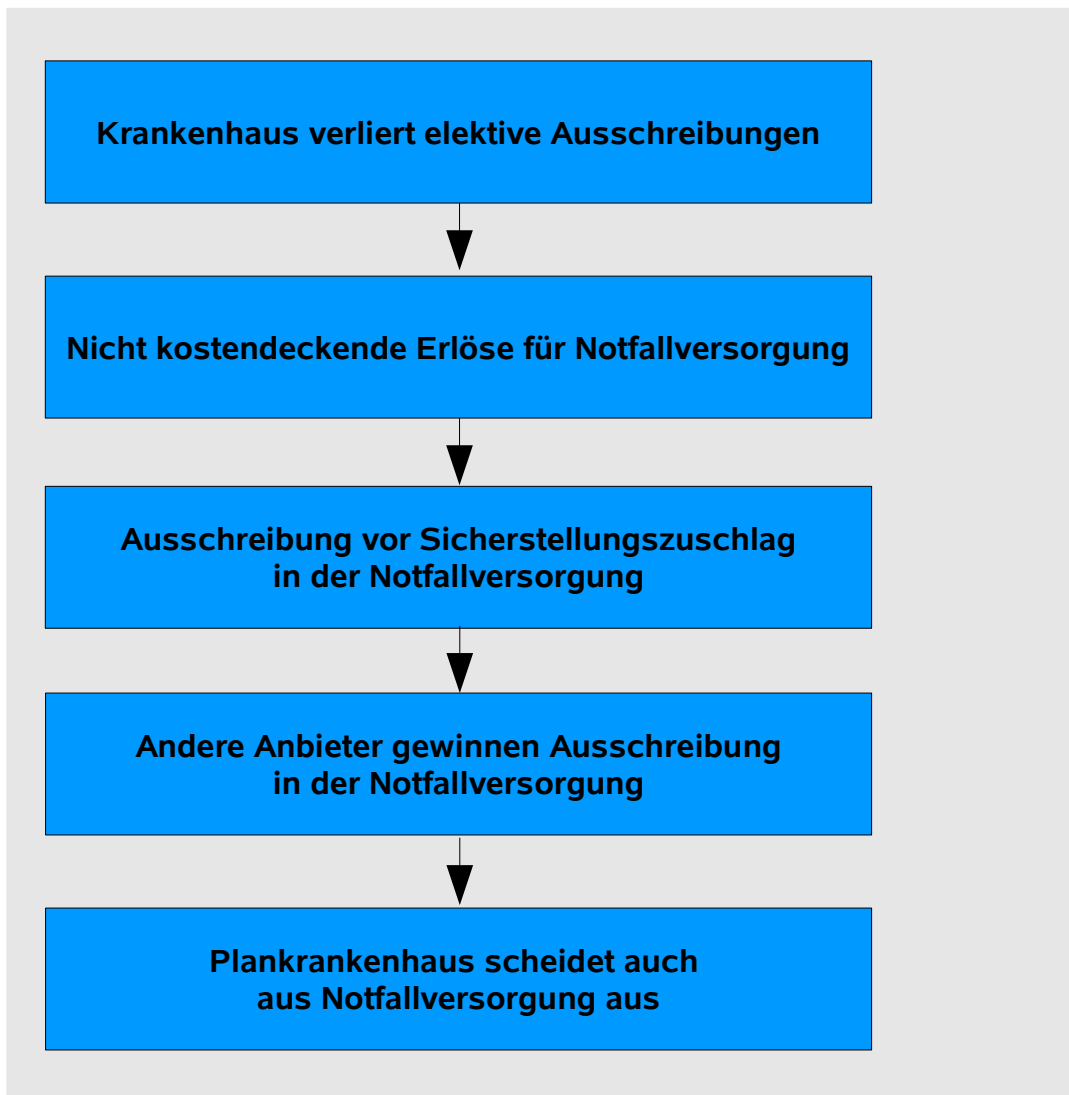 Krankenhaus verliert elektive Ausschreibungen
Nicht kostendeckende Erlöse für Notfallversorgung
Ausschreibung vor Sicherstellungszuschlag
in der Notfallversorgung
Andere Anbieter gewinnen Ausschreibung
in der Notfallversorgung
Plankrankenhaus scheidet auch
aus Notfallversorgung aus